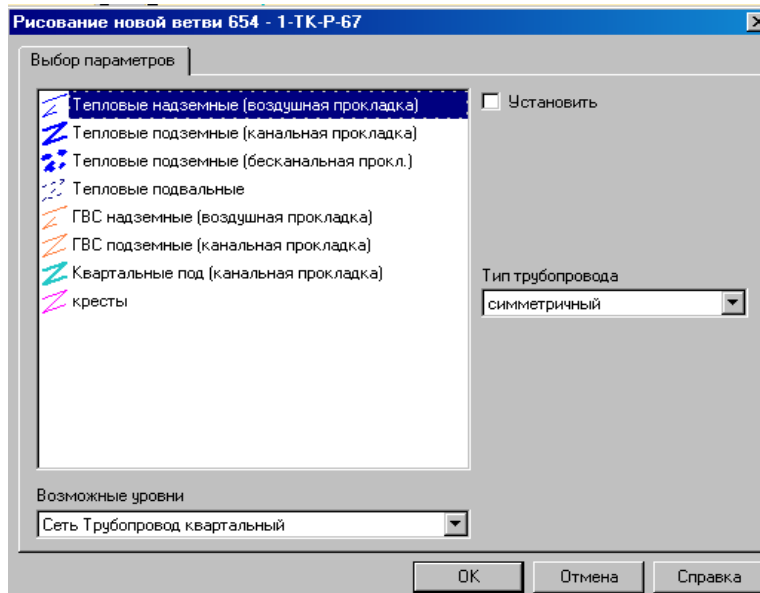 Рисование новой ветви 654 - 1-ТК-Р-67
Выбор параметров
Тепловые надземные (воздушная прокладка)
Установить
Тепловые подземные (канальная прокладка)
Тепловые подземные (бесканальная прокл.)
Тепловые подвальные
ГВС надземные (воздушная прокладка)
ГВС подземные (канальная прокладка)
Квартальные под (канальная прокладка)
кресты
Тип трубопровода
симметричный
Возможные уровни
Сеть Трубопровод квартальный
OK
Отмена
Справка